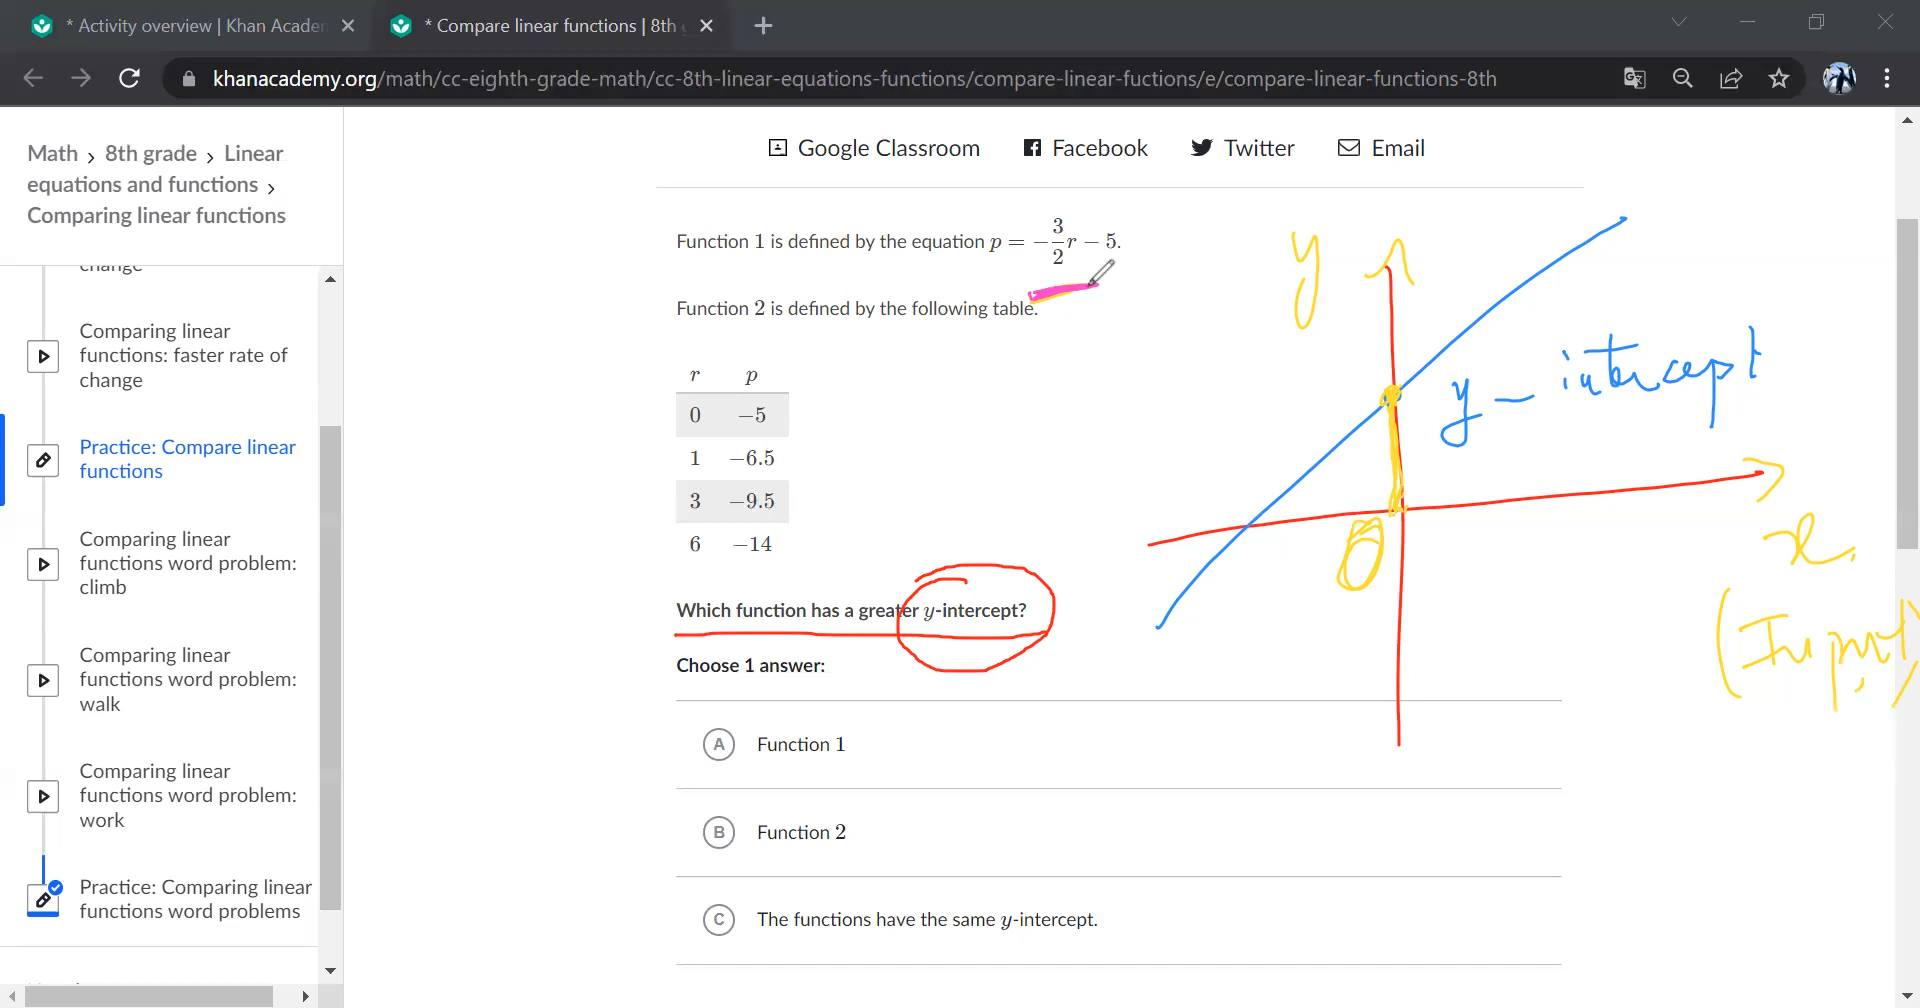 * Activity overview | Khan Acader
* Compare linear functions | 8th
khanacademy.org/math/cc-eighth-grade-math/cc-8th-linear-equations-functions/compare-linear-fuctions/e/compare-linear-functions-8th
Math > 8th grade > Linear
equations and functions >
Comparing linear functions
change
Comparing linear
functions: faster rate of
change
Practice: Compare linear
functions
Comparing linear
functions word problem:
climb
Comparing linear
functions word problem:
walk
Comparing linear
functions word problem:
work
Practice: Comparing linear
functions word problems
Google Classroom
Facebook
Twitter
Email
Function 1 is defined by the equation p = −3/2 r − 5.
Function 2 is defined by the following table.
r p
0 −5
1 −6.5
3 −9.5
6 −14
Which function has a greater y-intercept?
Choose 1 answer:
A Function 1
B Function 2
C The functions have the same y-intercept.
y
y - intercept
0
x
(Input)